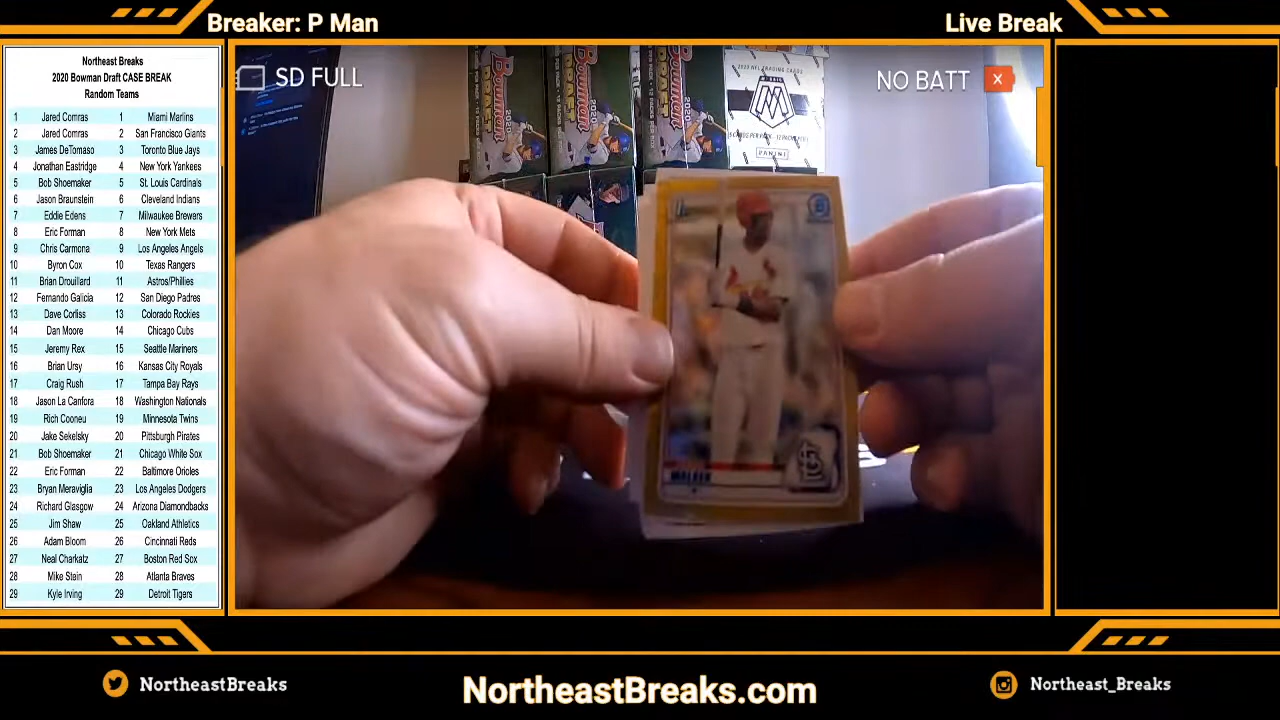 Breaker: P Man
Live Break
Northeast Breaks
2020 Bowman Draft CASE BREAK
Random Teams
1 Jared Comras 1 Miami Marlins
2 Jared Comras 2 San Francisco Giants
3 James DeTomaso 3 Toronto Blue Jays
4 Jonathan Eastridge 4 New York Yankees
5 Bob Shoemaker 5 St. Louis Cardinals
6 Jason Braunstein 6 Cleveland Indians
7 Eddie Edens 7 Milwaukee Brewers
8 Eric Forman 8 New York Mets
9 Chris Carmona 9 Los Angeles Angels
10 Byron Cox 10 Texas Rangers
11 Brian Drouillard 11 Astros/Phillies
12 Fernando Galicia 12 San Diego Padres
13 Dave Corliss 13 Colorado Rockies
14 Dan Moore 14 Chicago Cubs
15 Jeremy Rex 15 Seattle Mariners
16 Brian Ursy 16 Kansas City Royals
17 Craig Rush 17 Tampa Bay Rays
18 Jason La Canfora 18 Washington Nationals
19 Rich Cooneu 19 Minnesota Twins
20 Jake Sekelsky 20 Pittsburgh Pirates
21 Bob Shoemaker 21 Chicago White Sox
22 Eric Forman 22 Baltimore Orioles
23 Bryan Meraviglia 23 Los Angeles Dodgers
24 Richard Glasgow 24 Arizona Diamondbacks
25 Jim Shaw 25 Oakland Athletics
26 Adam Bloom 26 Cincinnati Reds
27 Neal Charkatz 27 Boston Red Sox
28 Mike Stein 28 Atlanta Braves
29 Kyle Irving 29 Detroit Tigers
SD FULL
NO BATT
Bowman
Bowman
Bowman
PANINI
WALKER
NortheastBreaks
NortheastBreaks.com
Northeast_Breaks